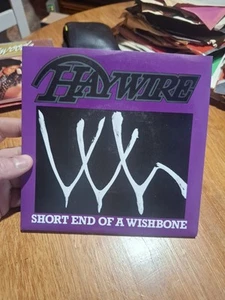 HAYWIRE
SHORT END OF A WISHBONE